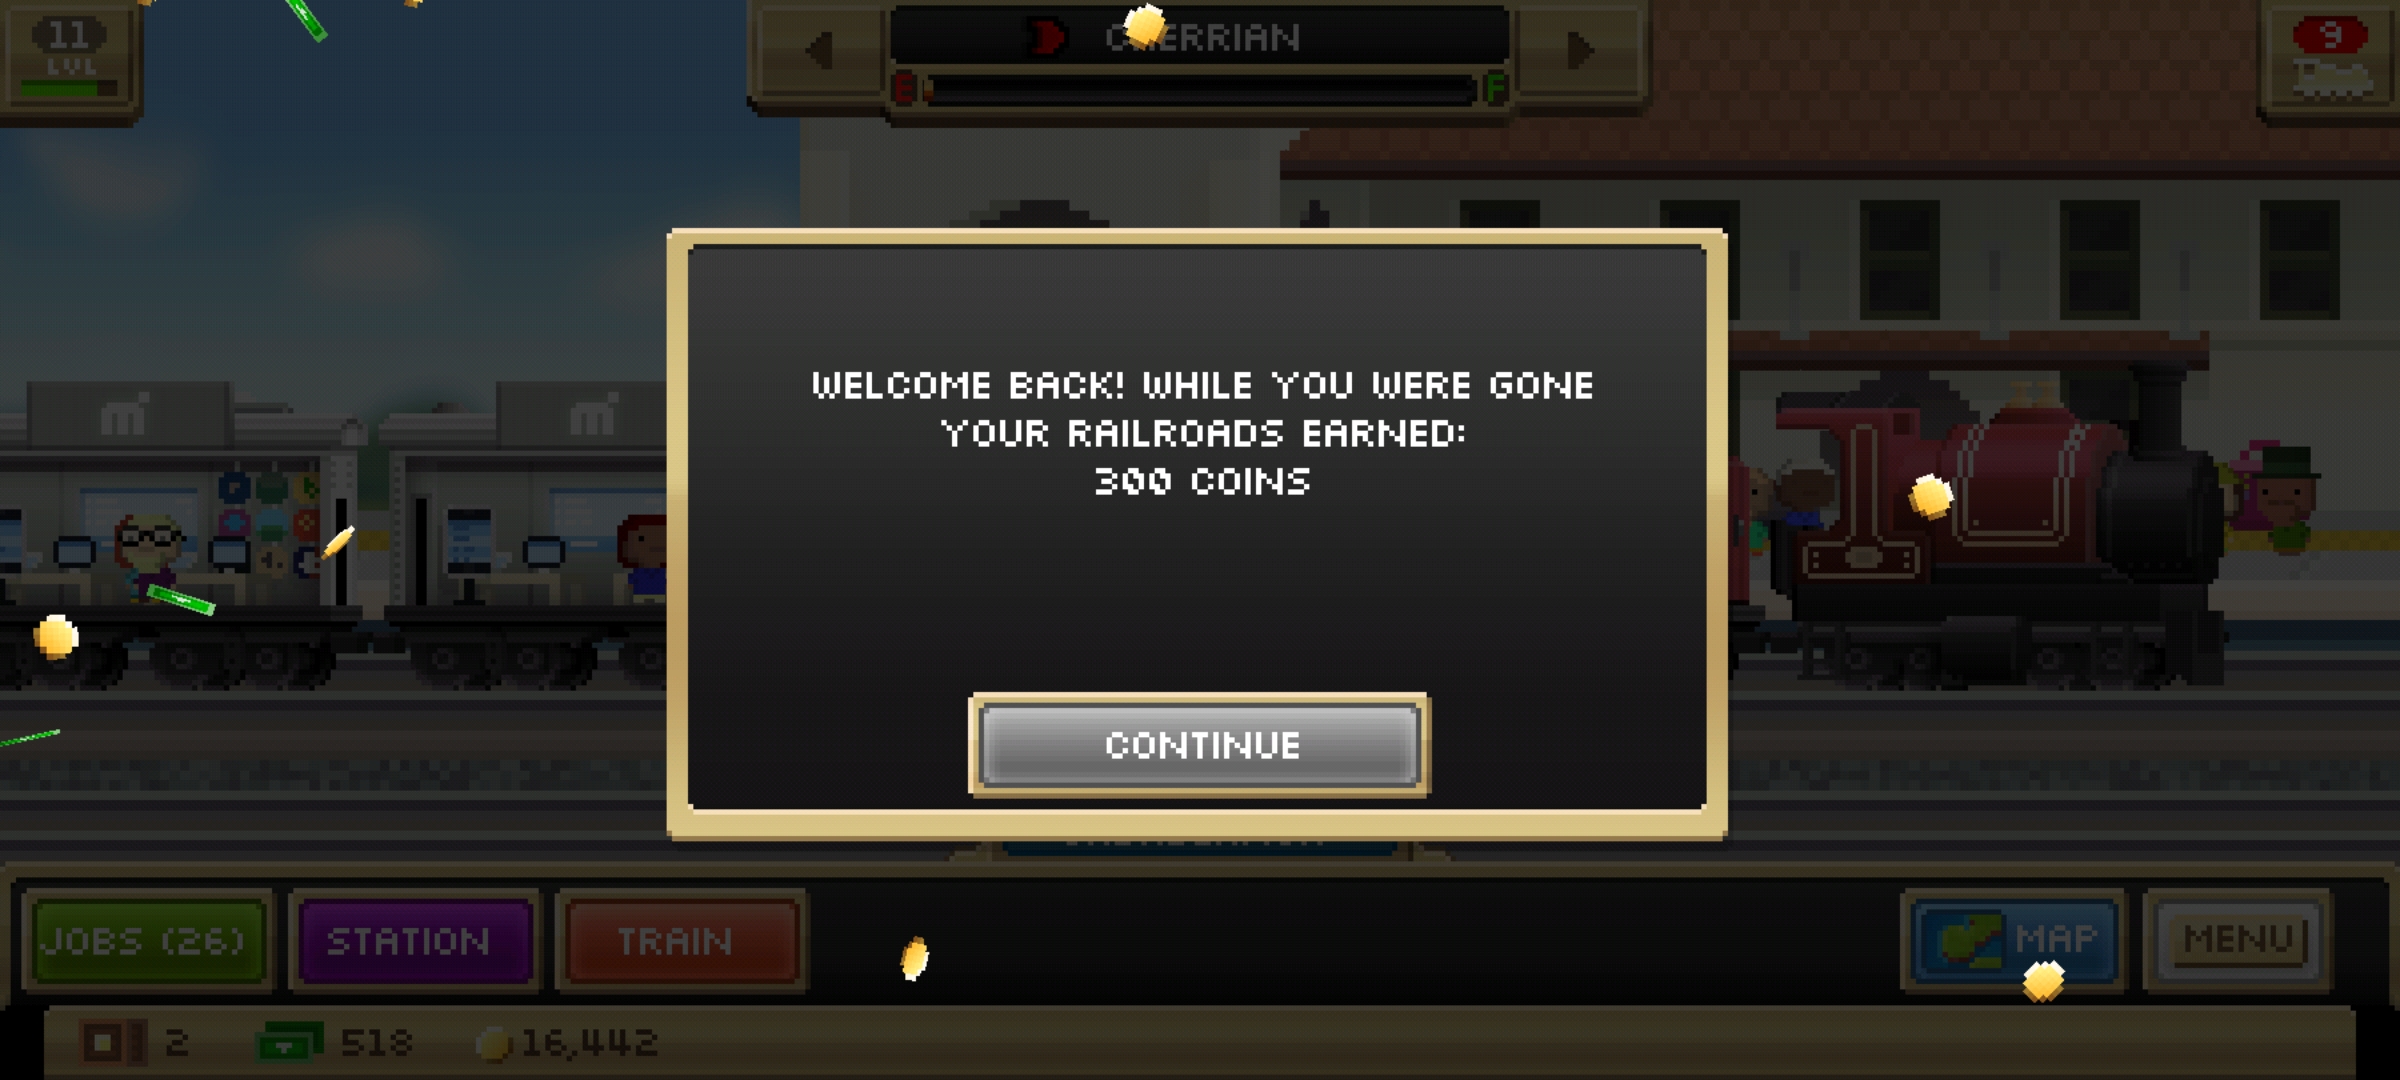 11
LVL
CHERRIAN
E
F
9
WELCOME BACK! WHILE YOU WERE GONE
YOUR RAILROADS EARNED:
300 COINS
CONTINUE
JOBS (26)
STATION
TRAIN
MAP
MENU
2
518
16,442